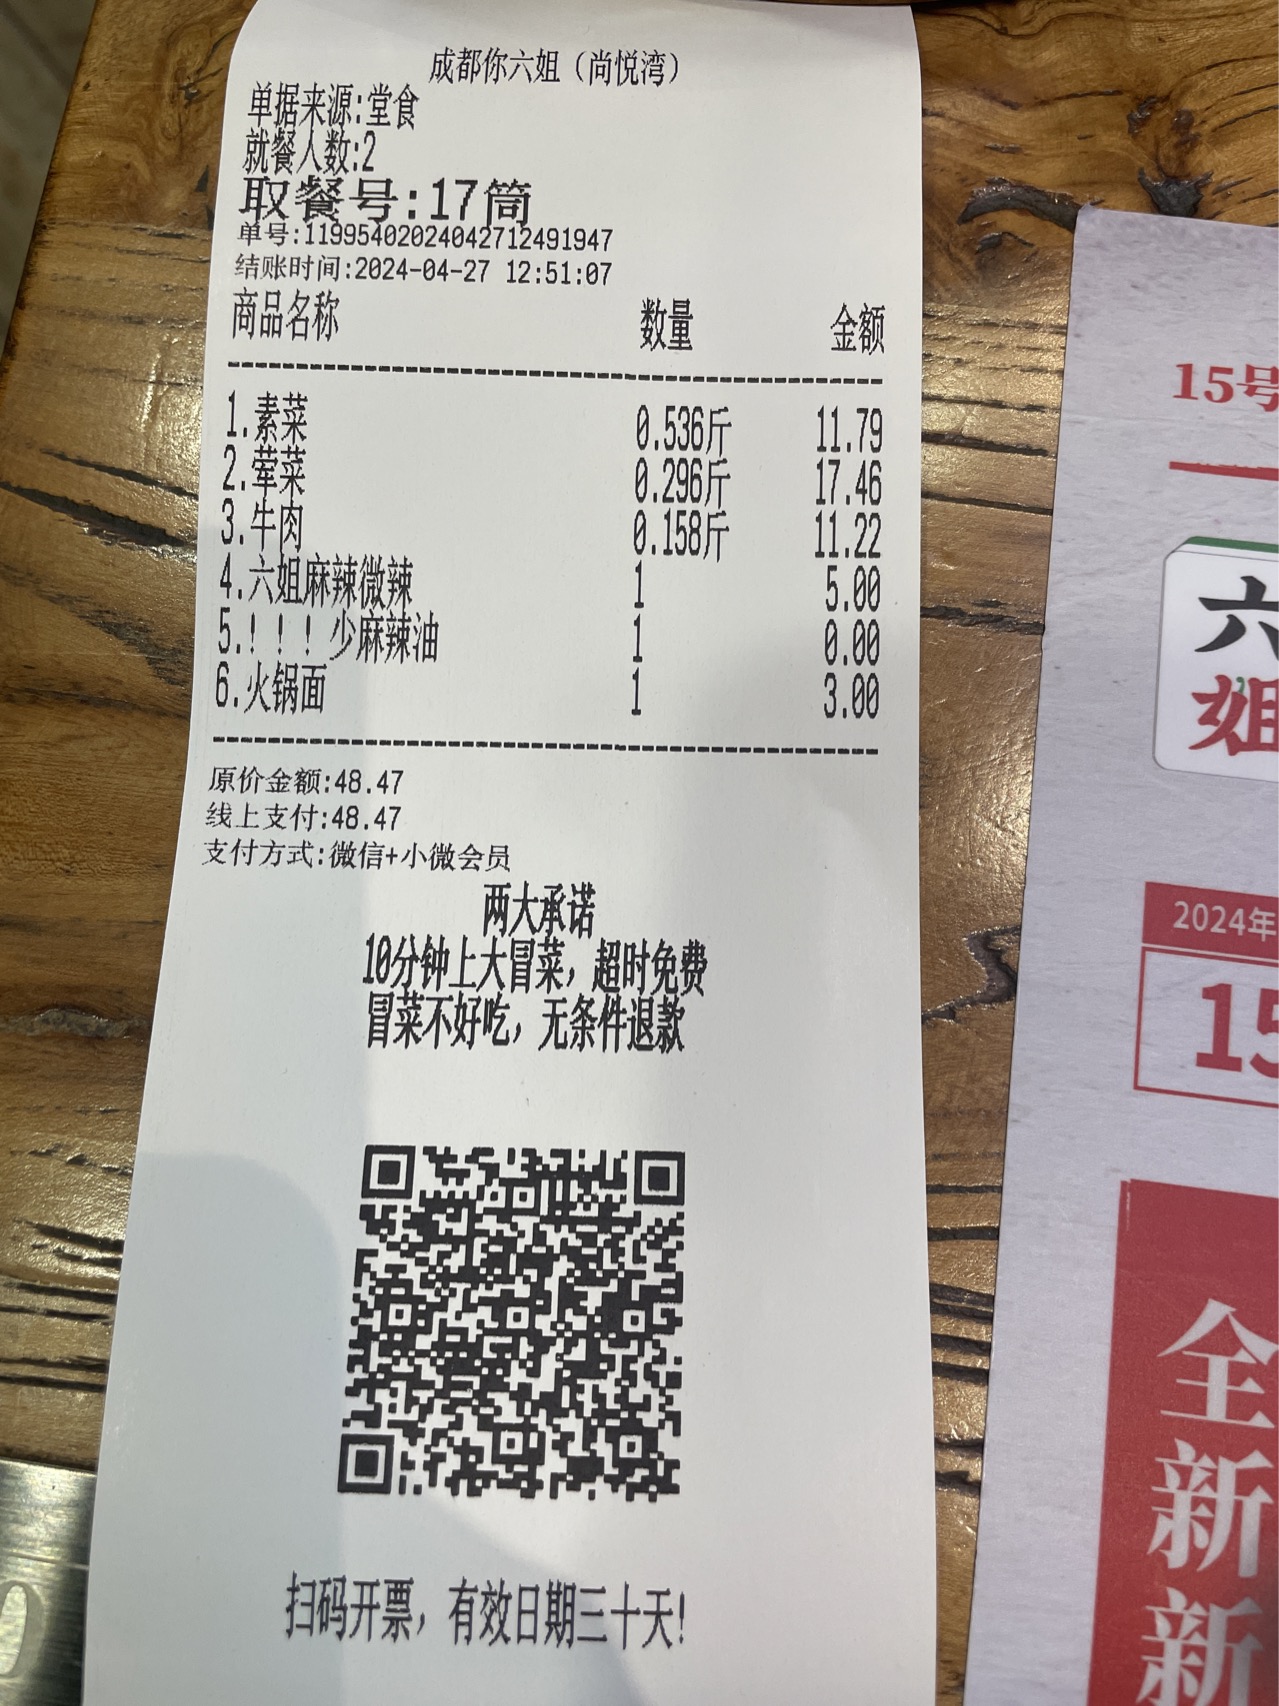 成都你六姐（尚悦湾）
单据来源:堂食
就餐人数:2
取餐号:17筒
单号:11995402024042712491947
结账时间:2024-04-27 12:51:07
商品名称 数量 金额
1.素菜 0.536斤 11.79
2.荤菜 0.296斤 17.46
3.牛肉 0.158斤 11.22
4.六姐麻辣微辣 1 5.00
5.！！！少麻辣油 1 0.00
6.火锅面 1 3.00
原价金额:48.47
线上支付:48.47
支付方式:微信+小微会员
两大承诺
10分钟上大冒菜，超时免费
冒菜不好吃，无条件退款
扫码开票，有效日期三十天!
15号
六
姐
2024年
15
全
新
新